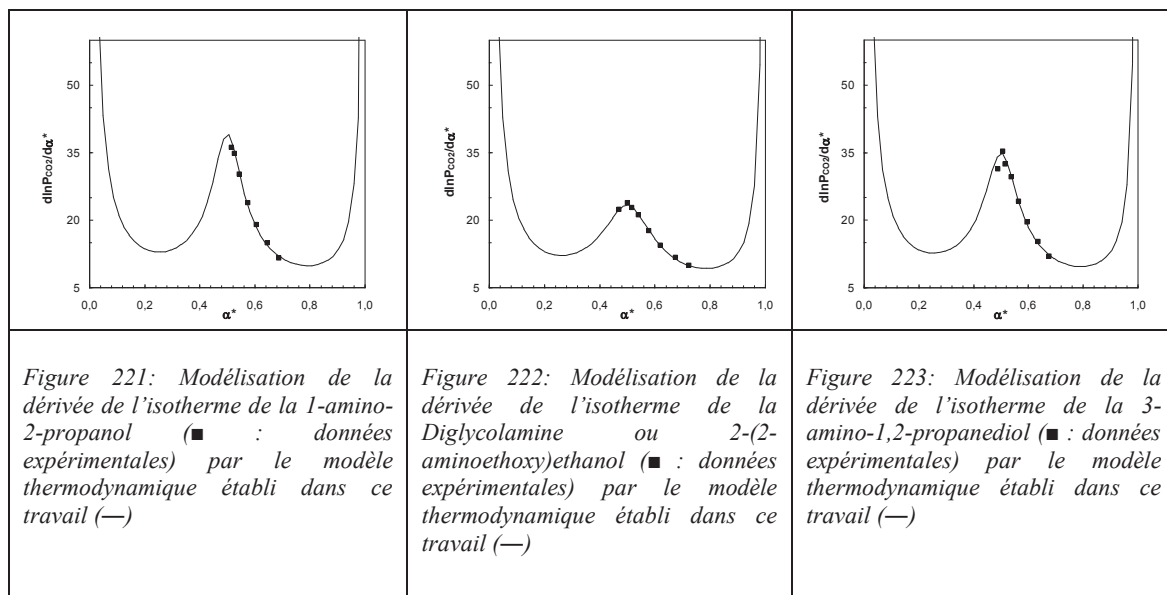 dlnPCO2/dα*
50
35
20
5
0,0 0,2 0,4 0,6 0,8 1,0
α*
dlnPCO2/dα*
50
35
20
5
0,0 0,2 0,4 0,6 0,8 1,0
α*
dlnPCO2/dα*
50
35
20
5
0,0 0,2 0,4 0,6 0,8 1,0
α*
Figure 221: Modélisation de la
dérivée de l'isotherme de la 1-amino-
2-propanol (■ : données
expérimentales) par le modèle
thermodynamique établi dans ce
travail (—)
Figure 222: Modélisation de la
dérivée de l'isotherme de la
Diglycolamine ou 2-(2-
aminoethoxy)ethanol (■ : données
expérimentales) par le modèle
thermodynamique établi dans ce
travail (—)
Figure 223: Modélisation de la
dérivée de l'isotherme de la 3-
amino-1,2-propanediol (■ : données
expérimentales) par le modèle
thermodynamique établi dans ce
travail (—)